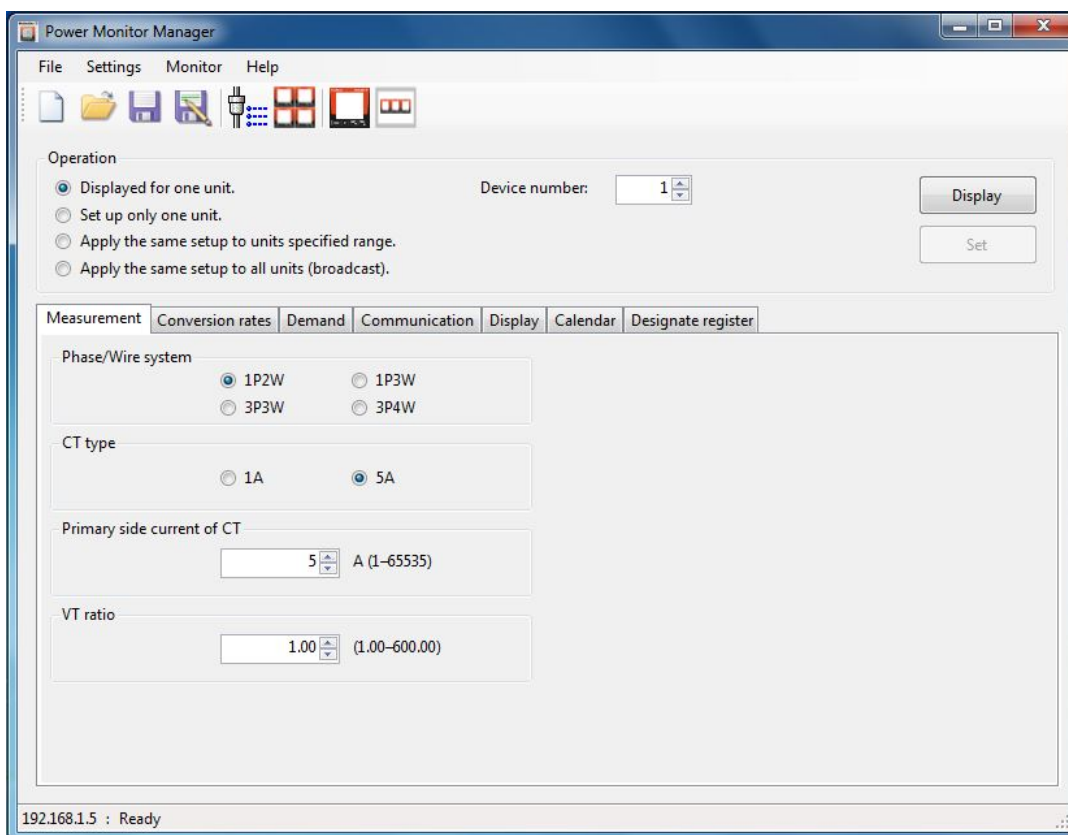 Power Monitor Manager
File Settings Monitor Help
Operation
Displayed for one unit. Device number: 1 Display
Set up only one unit.
Apply the same setup to units specified range. Set
Apply the same setup to all units (broadcast).
Measurement Conversion rates Demand Communication Display Calendar Designate register
Phase/Wire system
1P2W 1P3W
3P3W 3P4W
CT type
1A 5A
Primary side current of CT
5 A (1–65535)
VT ratio
1.00 (1.00–600.00)
192.168.1.5 : Ready